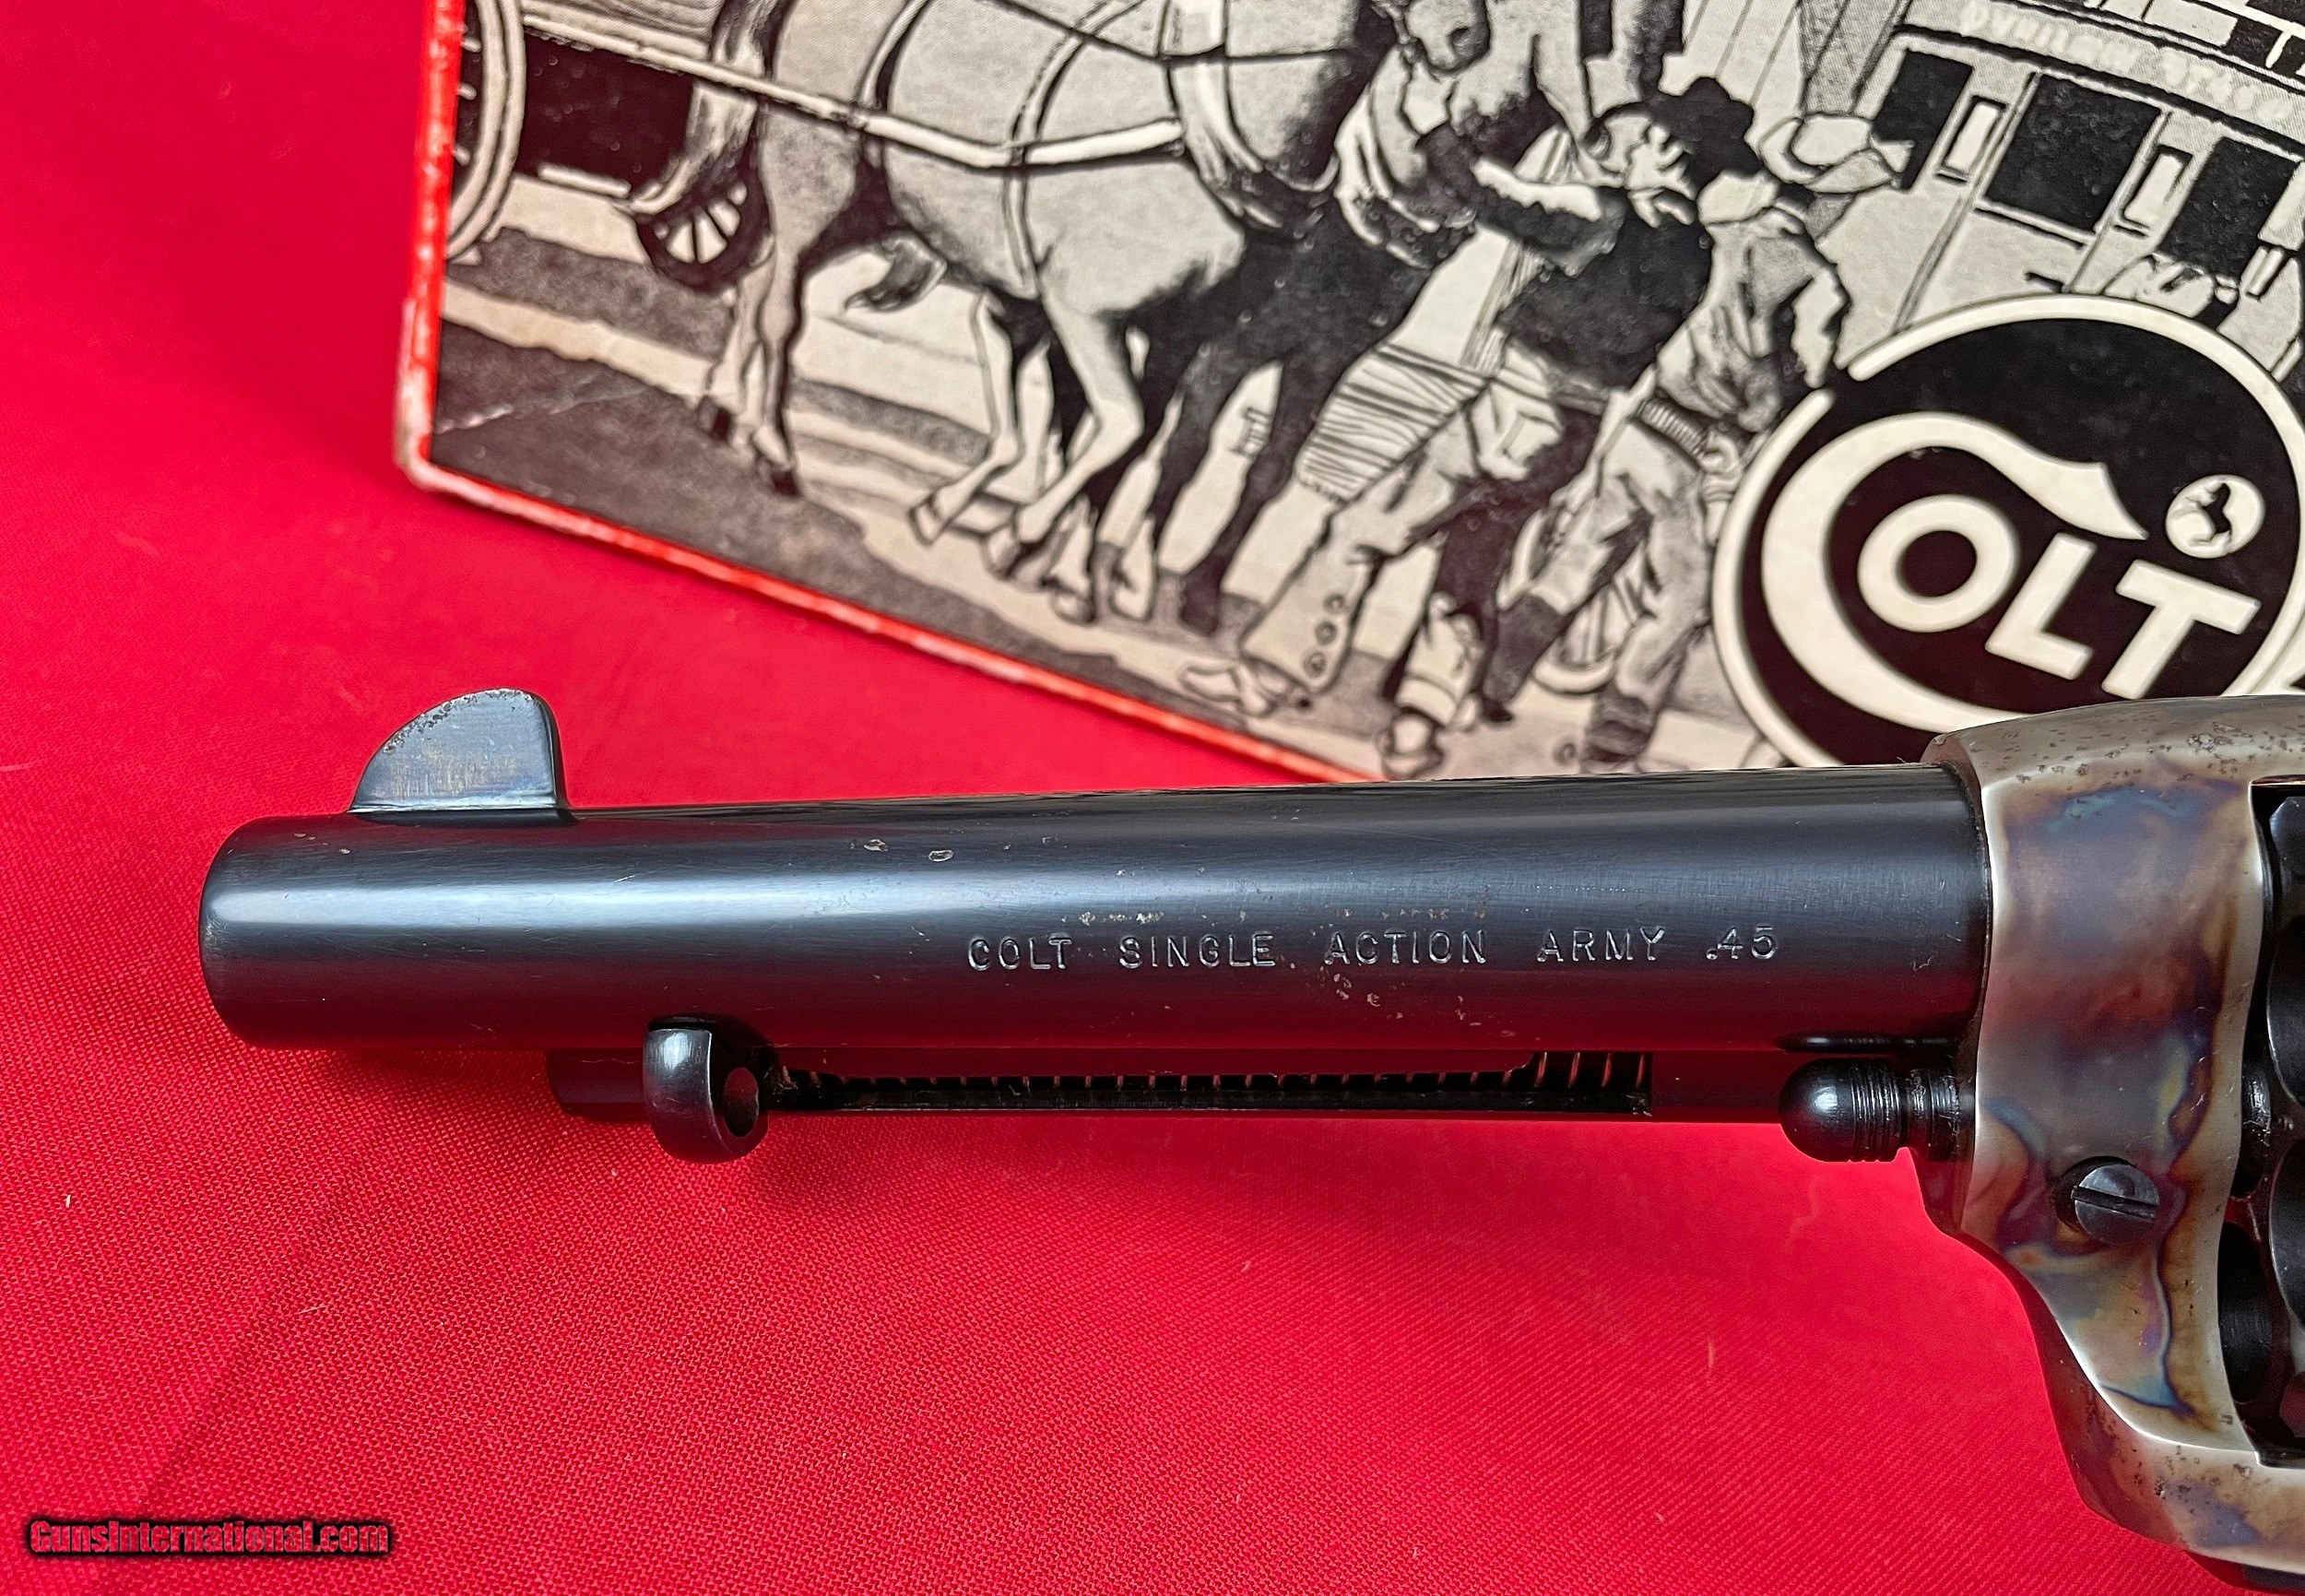 COLT
COLT SINGLE ACTION ARMY .45
GunsInternational.com